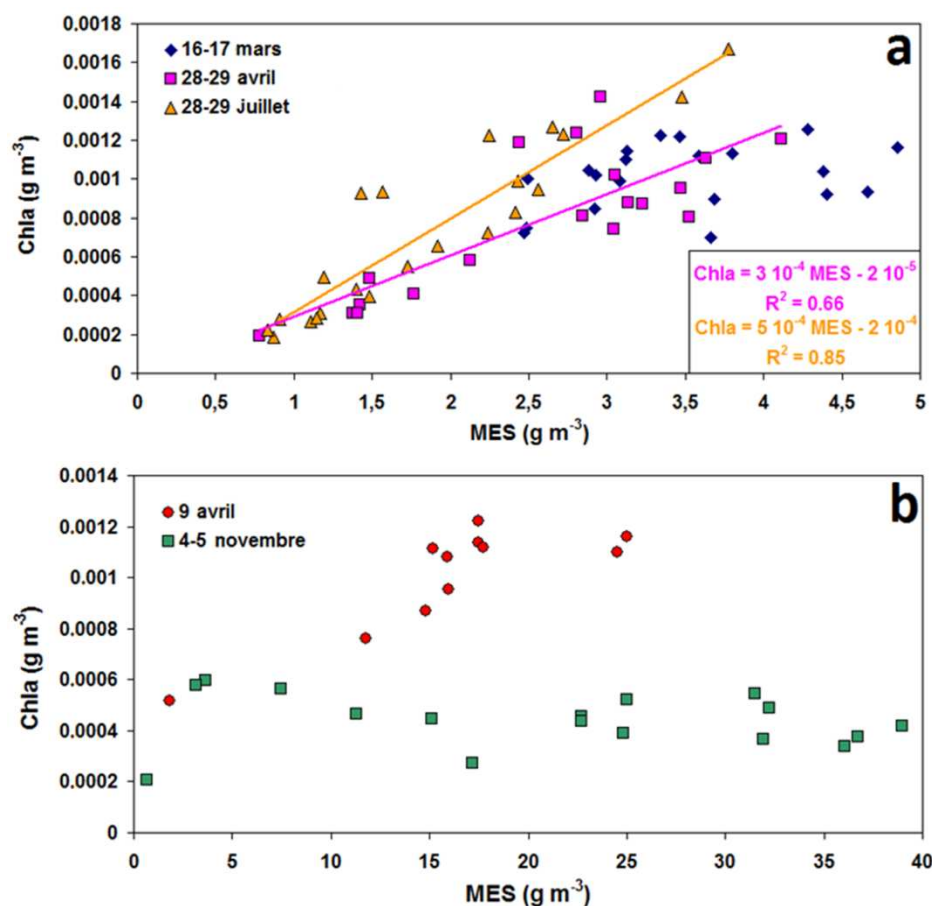 0.0018
0.0016
0.0014
0.0012
0.001
0.0008
0.0006
0.0004
0.0002
0
Chla (g m⁻³)
16-17 mars
28-29 avril
28-29 Juillet
a
Chla = 3 10⁻⁴ MES - 2 10⁻⁵
R² = 0.66
Chla = 5 10⁻⁴ MES - 2 10⁻⁴
R² = 0.85
0 0,5 1 1,5 2 2,5 3 3,5 4 4,5 5
MES (g m⁻³)
0.0014
0.0012
0.001
0.0008
0.0006
0.0004
0.0002
0
Chla (g m⁻³)
9 avril
4-5 novembre
b
0 5 10 15 20 25 30 35 40
MES (g m⁻³)